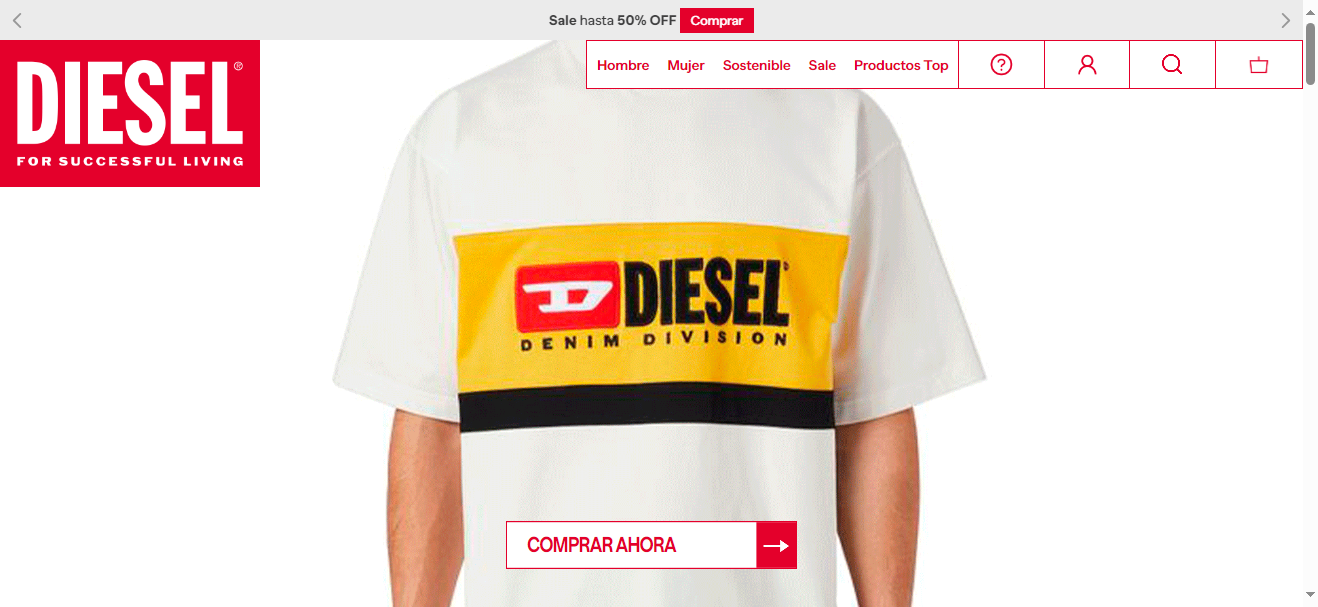 Sale hasta 50% OFF Comprar
Hombre Mujer Sostenible Sale Productos Top
DIESEL®
FOR SUCCESSFUL LIVING
D DIESEL®
DENIM DIVISION
COMPRAR AHORA